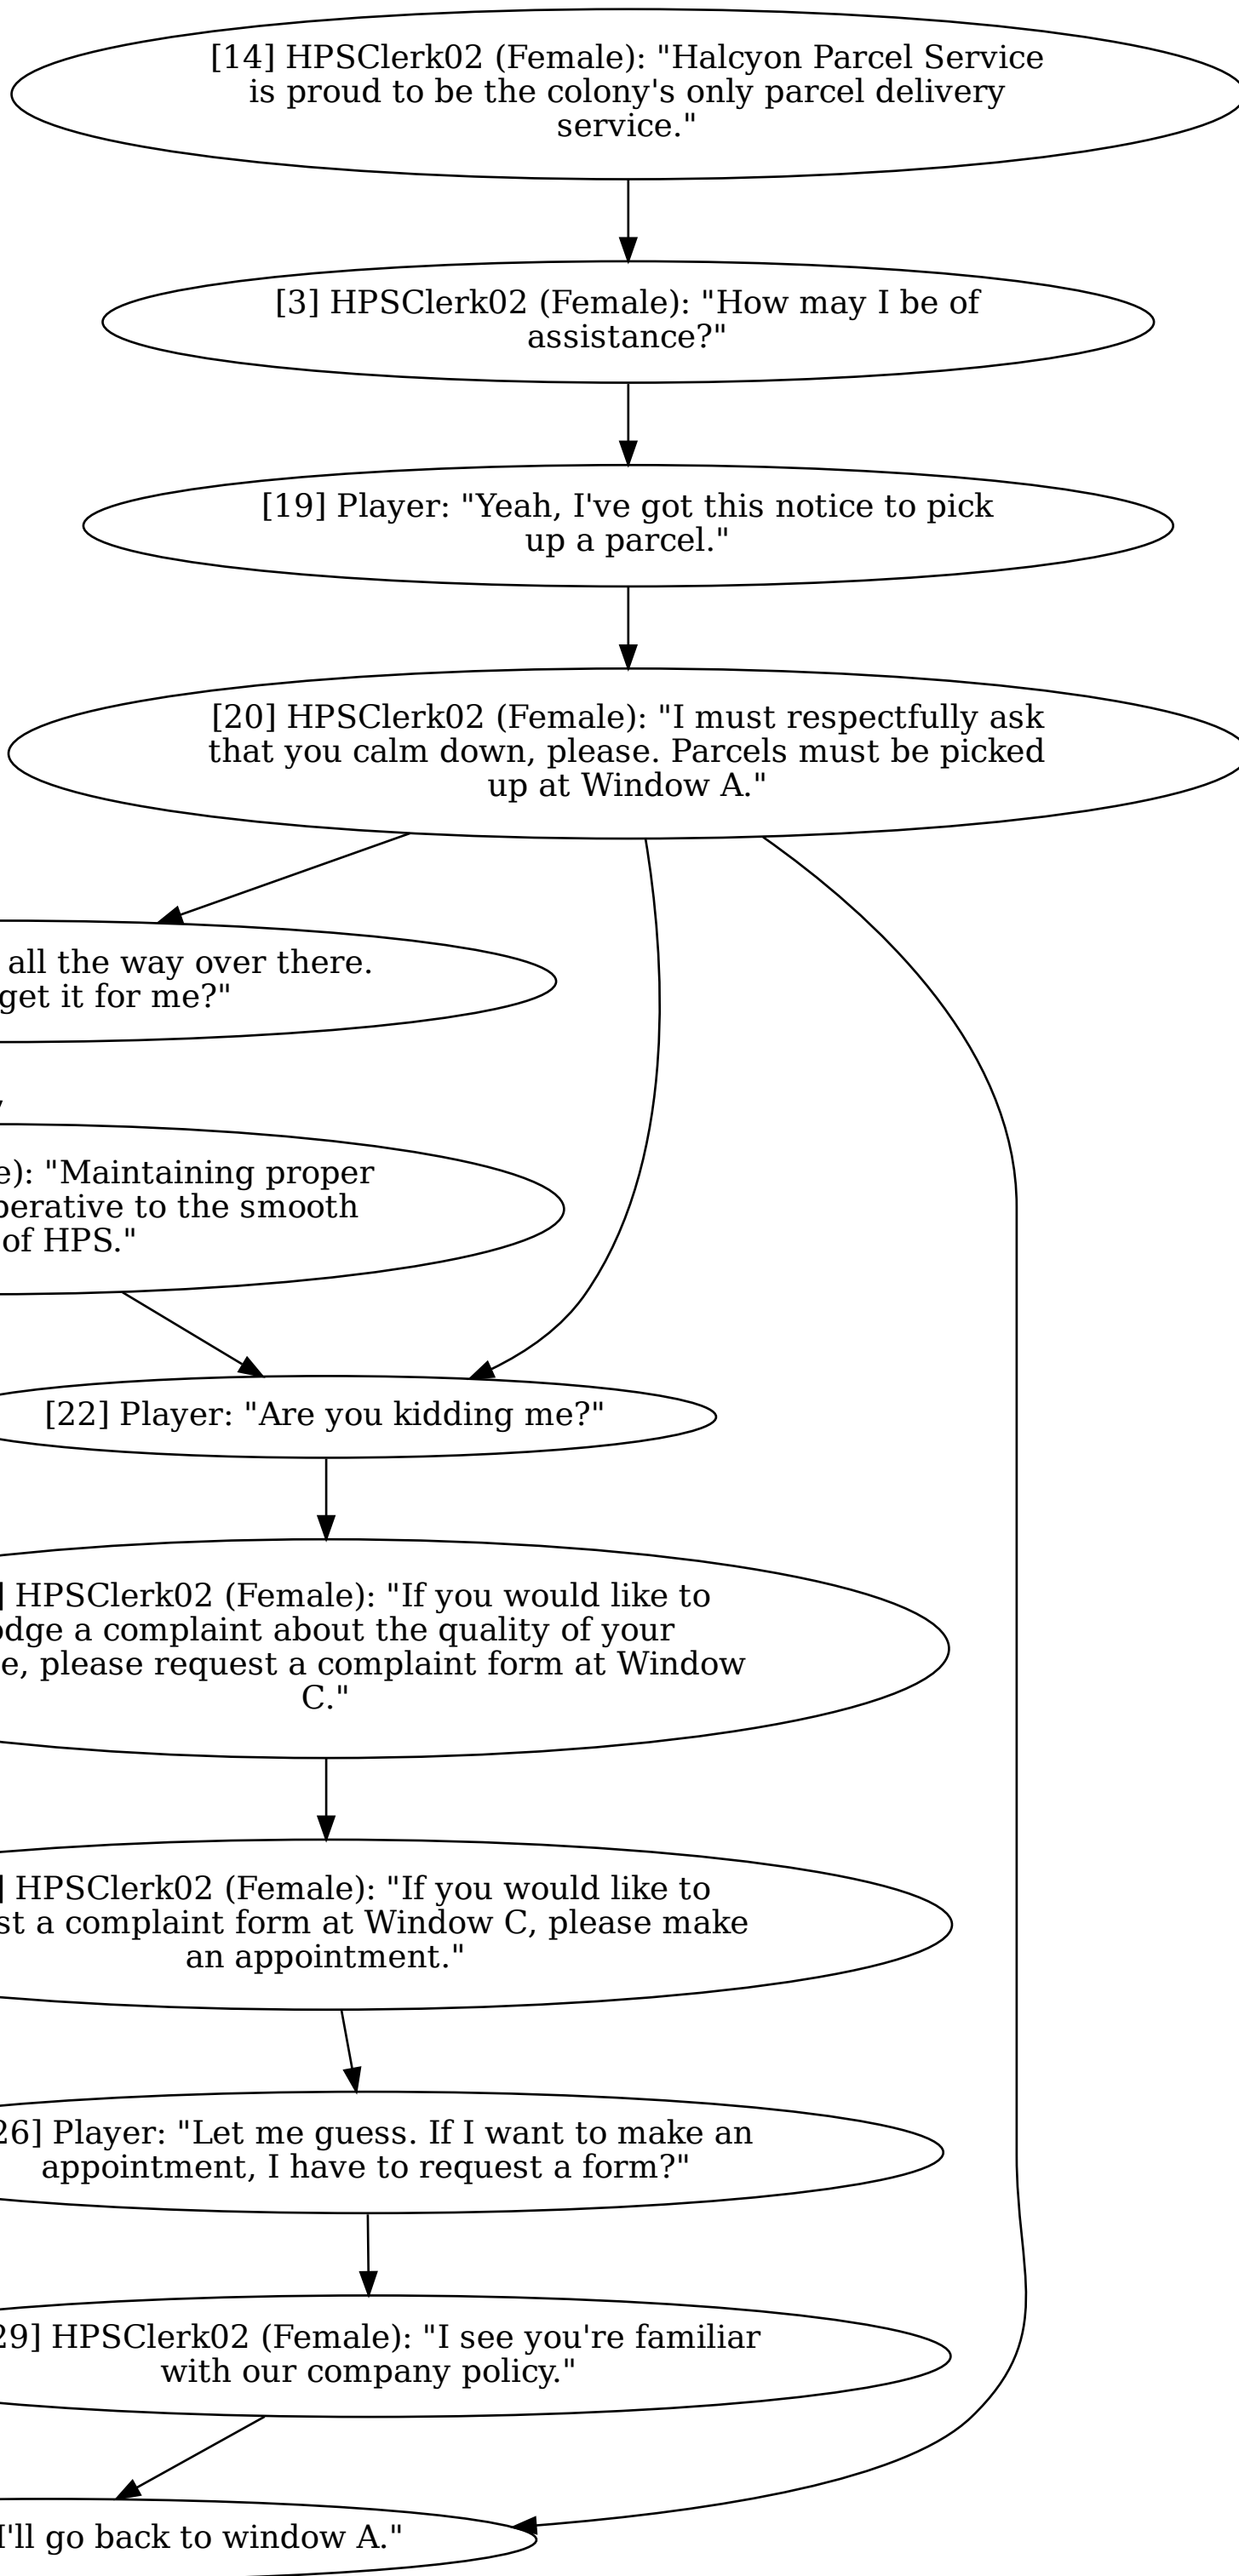 [14] HPSClerk02 (Female): "Halcyon Parcel Service
is proud to be the colony's only parcel delivery
service."
[3] HPSClerk02 (Female): "How may I be of
assistance?"
[19] Player: "Yeah, I've got this notice to pick
up a parcel."
[20] HPSClerk02 (Female): "I must respectfully ask
that you calm down, please. Parcels must be picked
up at Window A."
all the way over there.
get it for me?"
"Maintaining proper
to the smooth
of HPS."
[22] Player: "Are you kidding me?"
HPSClerk02 (Female): "If you would like to
a complaint about the quality of your
please request a complaint form at Window
C."
HPSClerk02 (Female): "If you would like to
a complaint form at Window C, please make
an appointment."
26] Player: "Let me guess. If I want to make an
appointment, I have to request a form?"
29] HPSClerk02 (Female): "I see you're familiar
with our company policy."
I'll go back to window A."